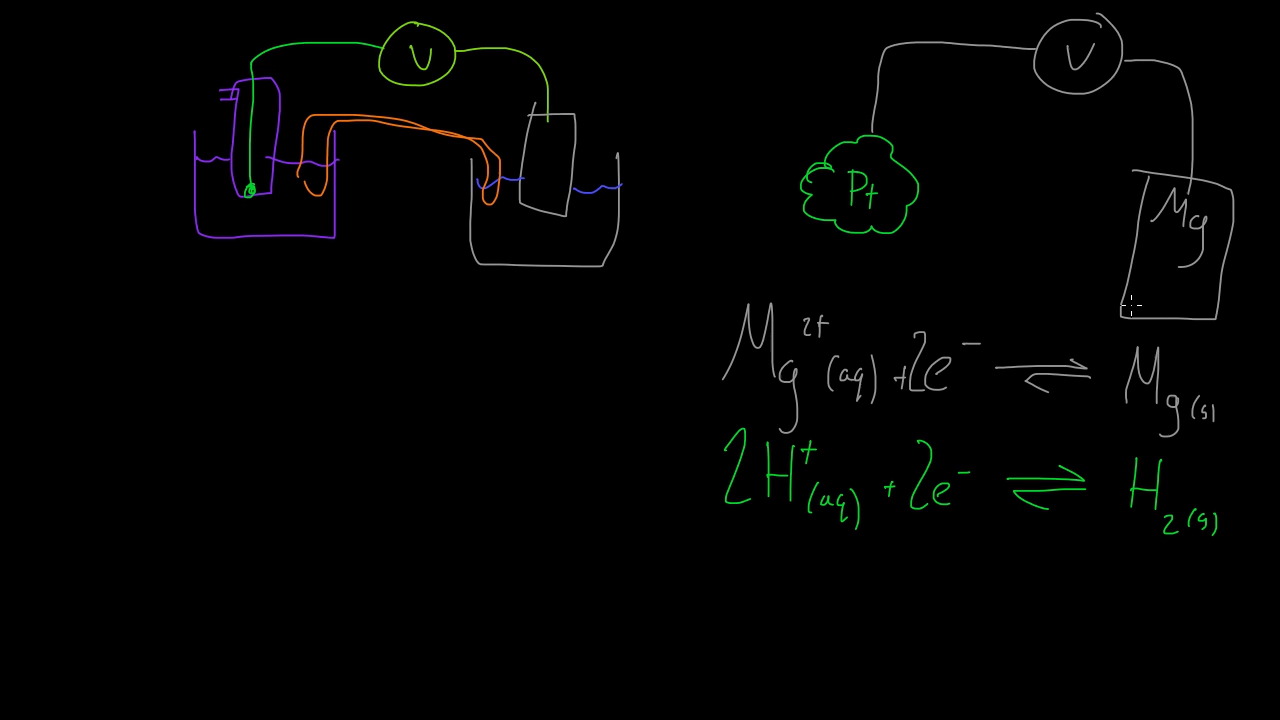 V
V
Pt
Mg
Mg²⁺(aq) + 2e⁻ ⇌ Mg(s)
2H⁺(aq) + 2e⁻ ⇌ H₂(g)